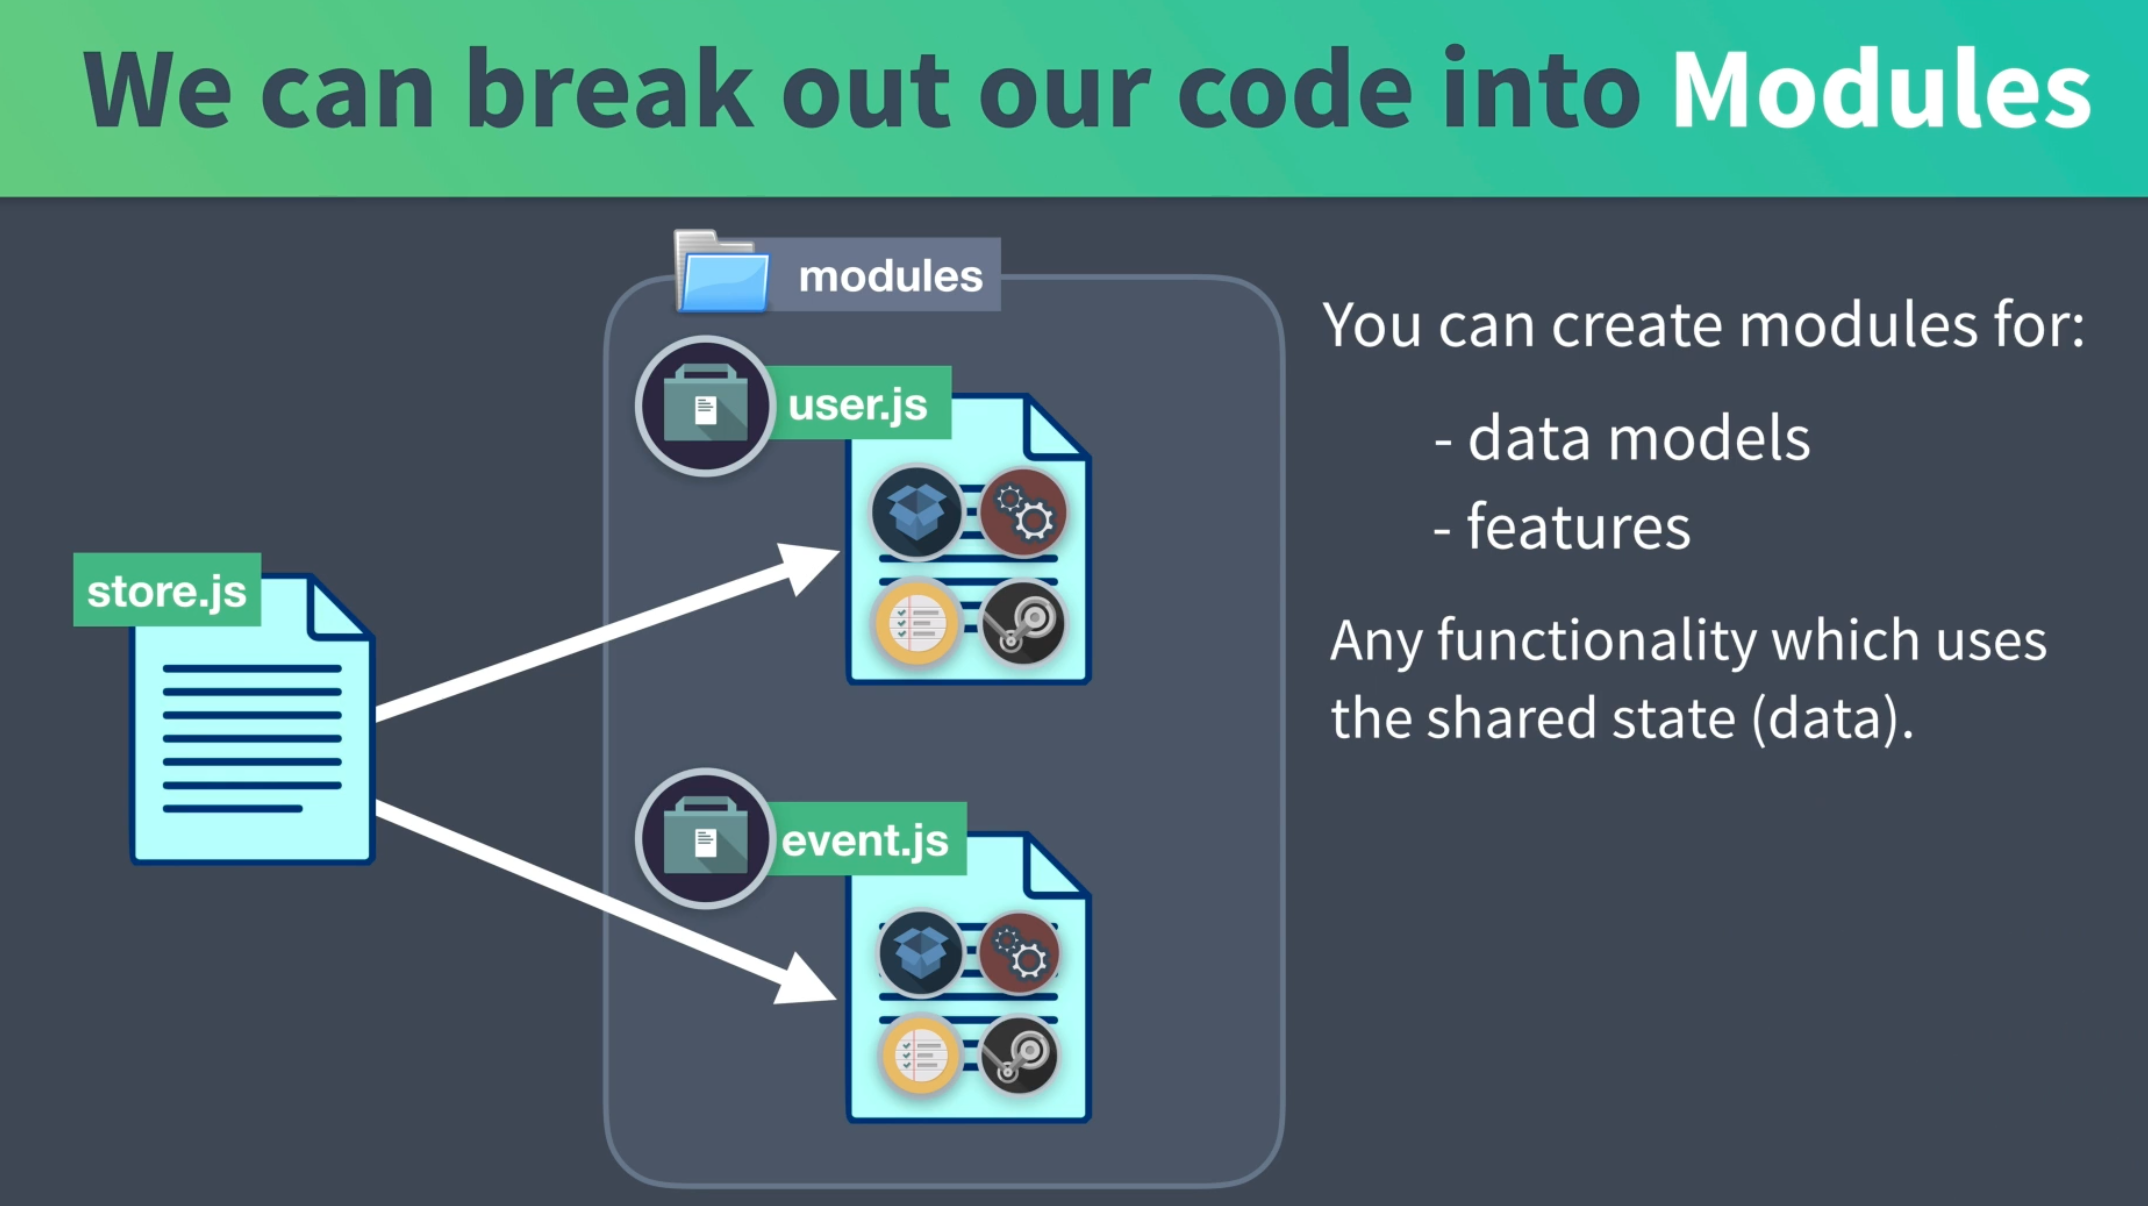 We can break out our code into Modules
modules
user.js
store.js
event.js
You can create modules for:
- data models
- features
Any functionality which uses
the shared state (data).